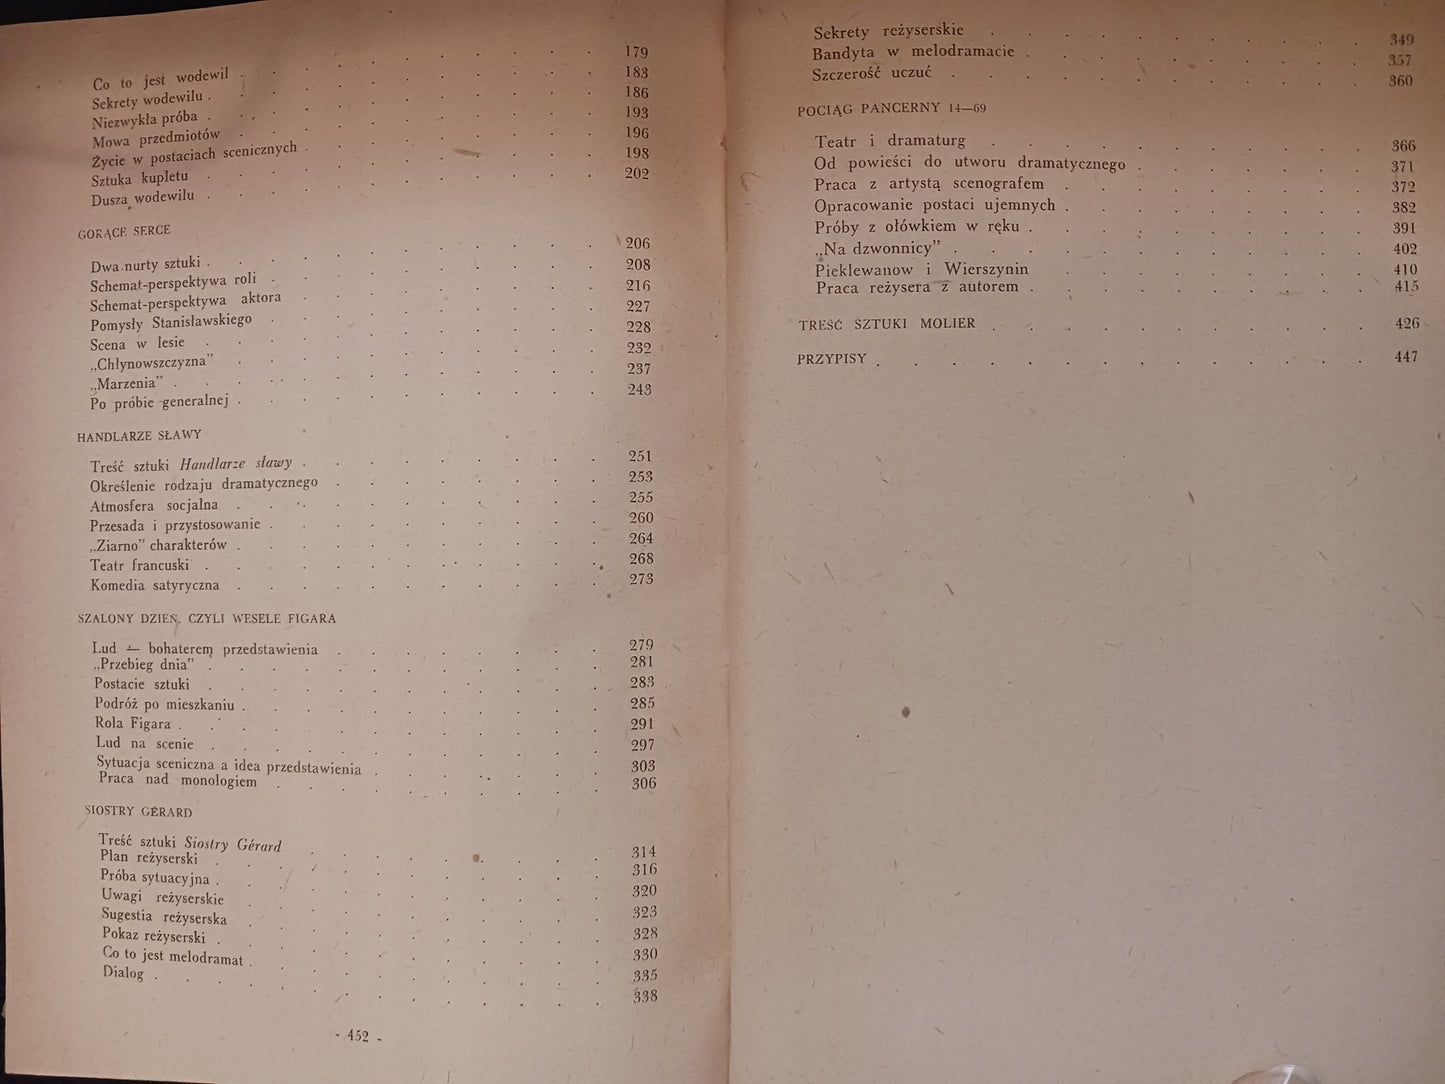 Co to jest wodewil . . . . . . . . . . . 179
Sekrety wodewilu . . . . . . . . . . . . 183
Niezwykła próba . . . . . . . . . . . . 186
Mowa przedmiotów . . . . . . . . . . . 193
Życie w postaciach scenicznych . . . . . . . . . 196
Sztuka kupletu . . . . . . . . . . . . 198
Dusza wodewilu . . . . . . . . . . . . 202
GORĄCE SERCE
Dwa nurty sztuki . . . . . . . . . . . . 206
Schemat-perspektywa roli . . . . . . . . . . 208
Schemat-perspektywa aktora . . . . . . . . . 216
Pomysły Stanisławskiego . . . . . . . . . . 227
Scena w lesie . . . . . . . . . . . . 228
„Chłynowszczyzna” . . . . . . . . . . . 232
„Marzenia” . . . . . . . . . . . . . 237
Po próbie generalnej . . . . . . . . . . . 243
HANDLARZE SŁAWY
Treść sztuki Handlarze sławy . . . . . . . . . 251
Określenie rodzaju dramatycznego . . . . . . . . 253
Atmosfera socjalna . . . . . . . . . . . 255
Przesada i przystosowanie . . . . . . . . . . 260
„Ziarno” charakterów . . . . . . . . . . . 264
Teatr francuski . . . . . . . . . . . . 268
Komedia satyryczna . . . . . . . . . . . 273
SZALONY DZIEŃ, CZYLI WESELE FIGARA
Lud — bohaterem przedstawienia . . . . . . . . 279
„Przebieg dnia” . . . . . . . . . . . . 281
Postacie sztuki . . . . . . . . . . . . 283
Podróż po mieszkaniu . . . . . . . . . . . 285
Rola Figara . . . . . . . . . . . . . 291
Lud na scenie . . . . . . . . . . . . 297
Sytuacja sceniczna a idea przedstawienia . . . . . . . 303
Praca nad monologiem . . . . . . . . . . 306
SIOSTRY GÉRARD
Treść sztuki Siostry Gérard . . . . . . . . . 314
Plan reżyserski . . . . . . . . . . . . 316
Próba sytuacyjna . . . . . . . . . . . . 320
Uwagi reżyserskie . . . . . . . . . . . 323
Sugestia reżyserska . . . . . . . . . . . 328
Pokaz reżyserski . . . . . . . . . . . . 330
Co to jest melodramat . . . . . . . . . . . 335
Dialog . . . . . . . . . . . . . . 338
- 452 -
Sekrety reżyserskie . . . . . . . . . . . 349
Bandyta w melodramacie . . . . . . . . . . 357
Szczerość uczuć . . . . . . . . . . . . 360
POCIĄG PANCERNY 14—69
Teatr i dramaturg . . . . . . . . . . . 366
Od powieści do utworu dramatycznego . . . . . . . 371
Praca z artystą scenografem . . . . . . . . . 372
Opracowanie postaci ujemnych . . . . . . . . . 382
Próby z ołówkiem w ręku . . . . . . . . . . 391
„Na dzwonnicy” . . . . . . . . . . . . 402
Pieklewanow i Wierszynin . . . . . . . . . 410
Praca reżysera z autorem . . . . . . . . . . 415
TREŚĆ SZTUKI MOLIER . . . . . . . . . . . 426
PRZYPISY . . . . . . . . . . . . . . 447